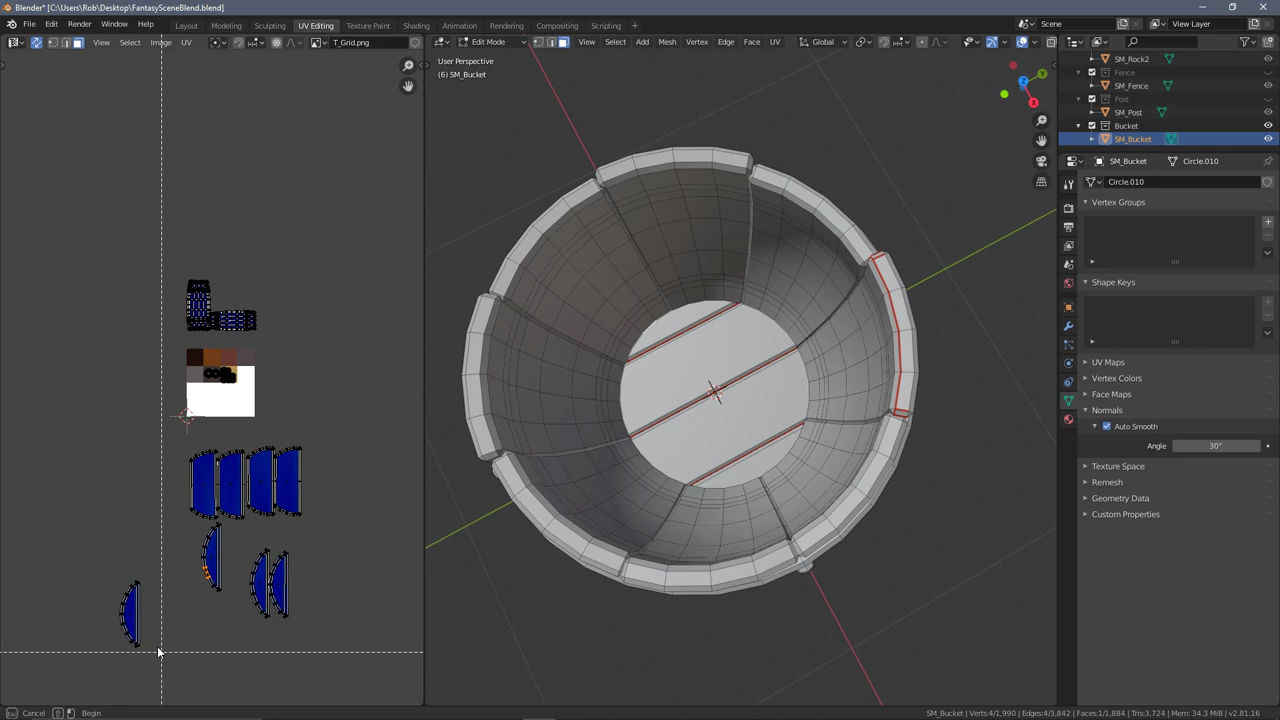 Blender* [C:\Users\Rob\Desktop\FantasySceneBlend.blend]
File Edit Render Window Help Layout Modeling Sculpting UV Editing Texture Paint Shading Animation Rendering Compositing Scripting Scene View Layer
View Select Image UV T_Grid.png Edit Mode View Select Add Mesh Vertex Edge Face UV Global
User Perspective
(6) SM_Bucket
X
Y
Z
SM_Rock2
Fence
SM_Fence
Post
SM_Post
Bucket
SM_Bucket
SM_Bucket Circle.010
Circle.010
Vertex Groups
Shape Keys
UV Maps
Vertex Colors
Face Maps
Normals
Auto Smooth
Angle 30°
Texture Space
Remesh
Geometry Data
Custom Properties
Cancel Begin SM_Bucket | Verts:4/1,990 | Edges:4/3,842 | Faces:1/1,884 | Tris:3,724 | Mem: 34.3 MiB | v2.81.16